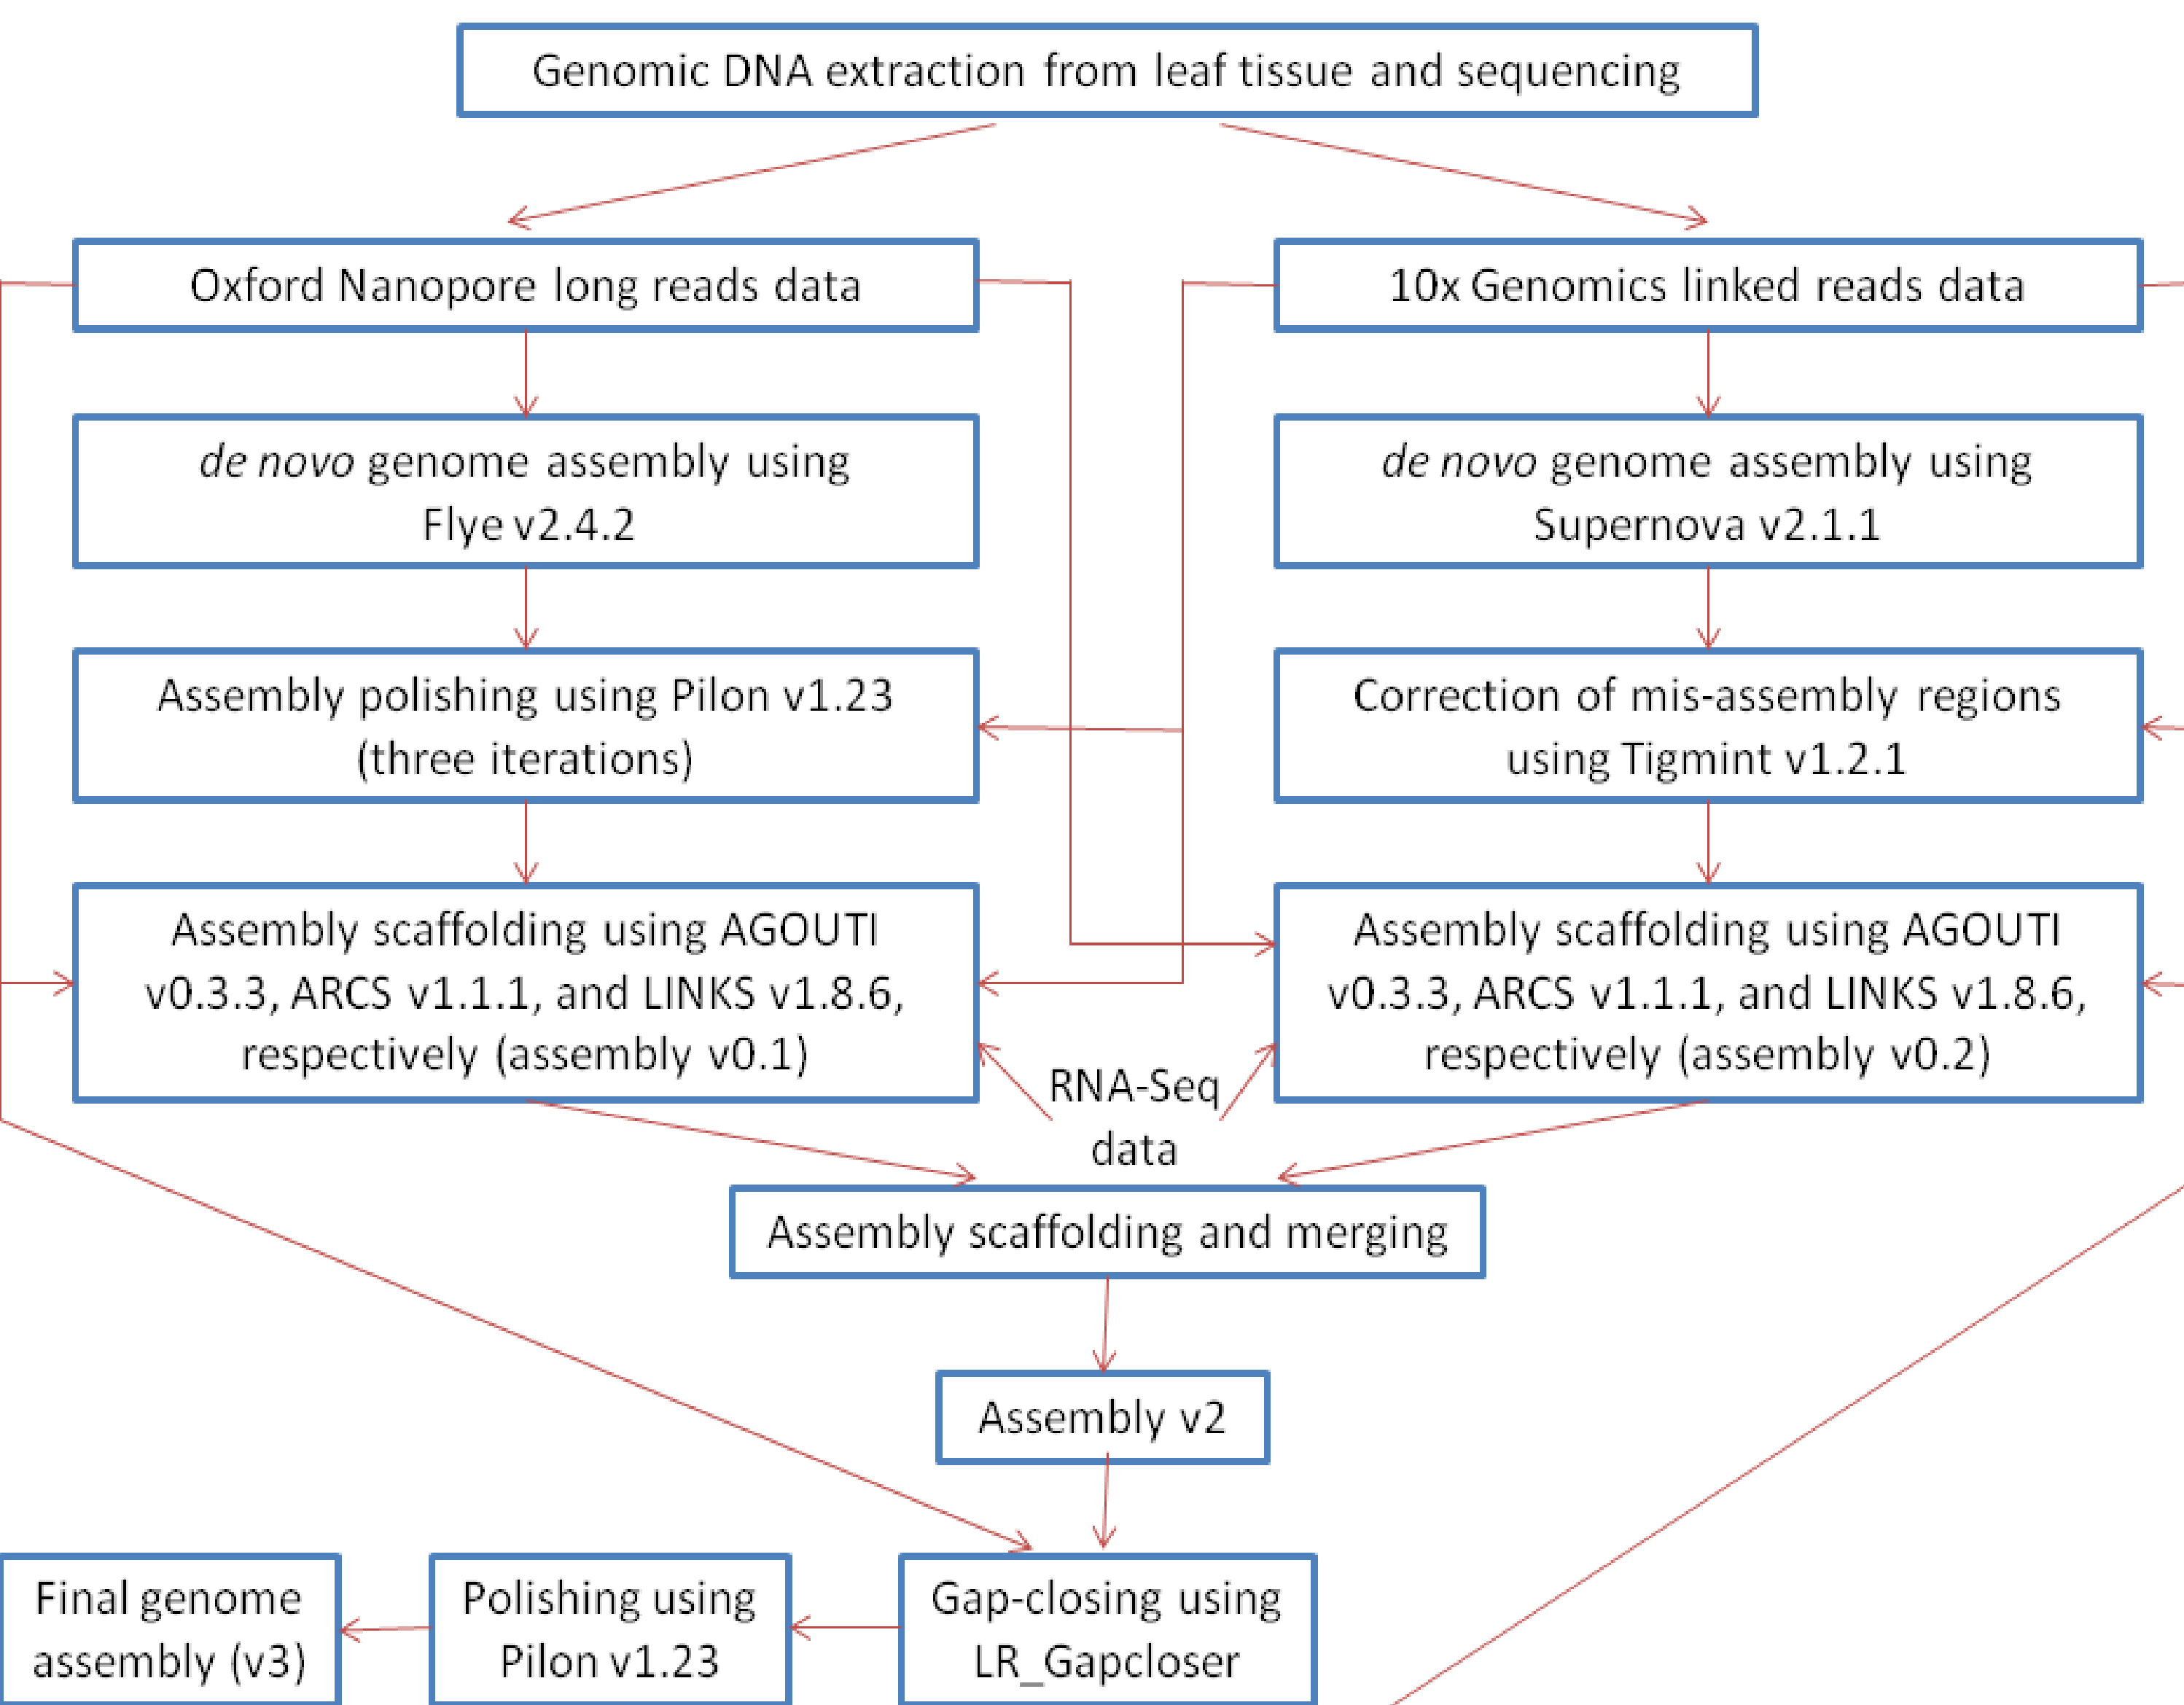 Genomic DNA extraction from leaf tissue and sequencing
Oxford Nanopore long reads data
10x Genomics linked reads data
de novo genome assembly using
Flye v2.4.2
de novo genome assembly using
Supernova v2.1.1
Assembly polishing using Pilon v1.23
(three iterations)
Correction of mis-assembly regions
using Tigmint v1.2.1
Assembly scaffolding using AGOUTI
v0.3.3, ARCS v1.1.1, and LINKS v1.8.6,
respectively (assembly v0.1)
Assembly scaffolding using AGOUTI
v0.3.3, ARCS v1.1.1, and LINKS v1.8.6,
respectively (assembly v0.2)
RNA-Seq
data
Assembly scaffolding and merging
Assembly v2
Final genome
assembly (v3)
Polishing using
Pilon v1.23
Gap-closing using
LR_Gapcloser